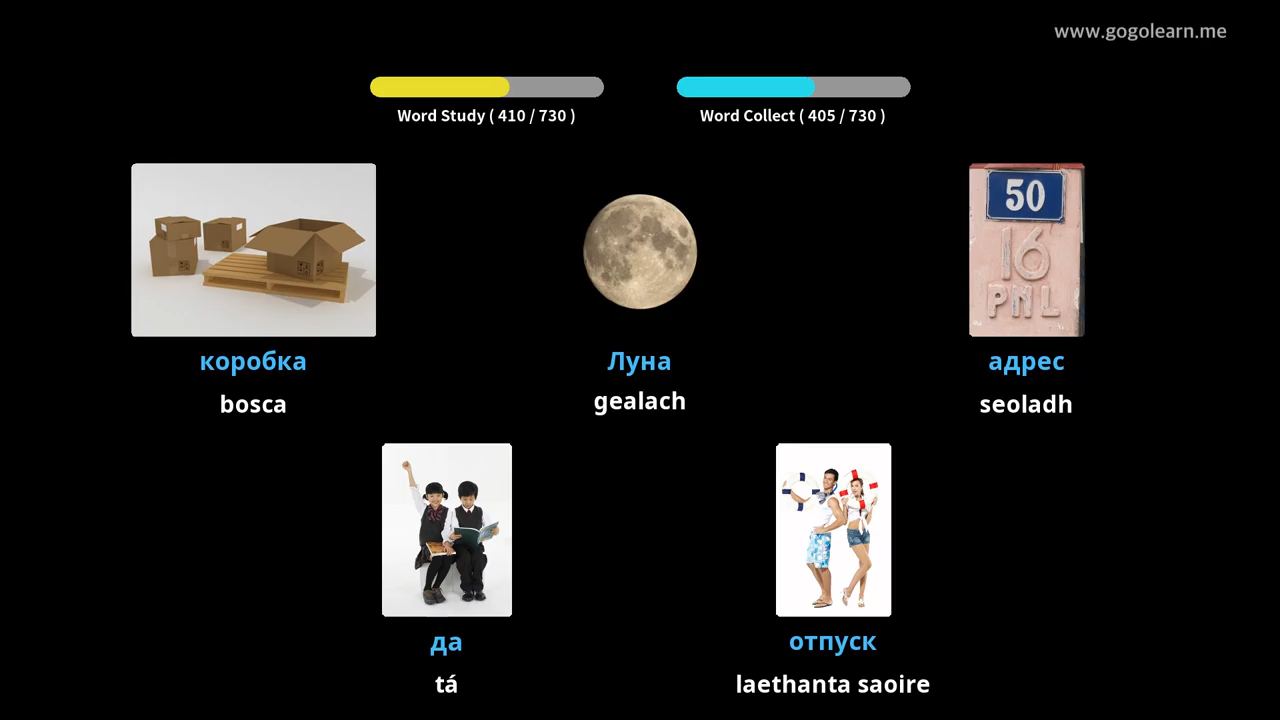 www.gogolearn.me
Word Study ( 410 / 730 )
Word Collect ( 405 / 730 )
50
16
PNL
коробка
Луна
адрес
bosca
gealach
seoladh
да
отпуск
tá
laethanta saoire